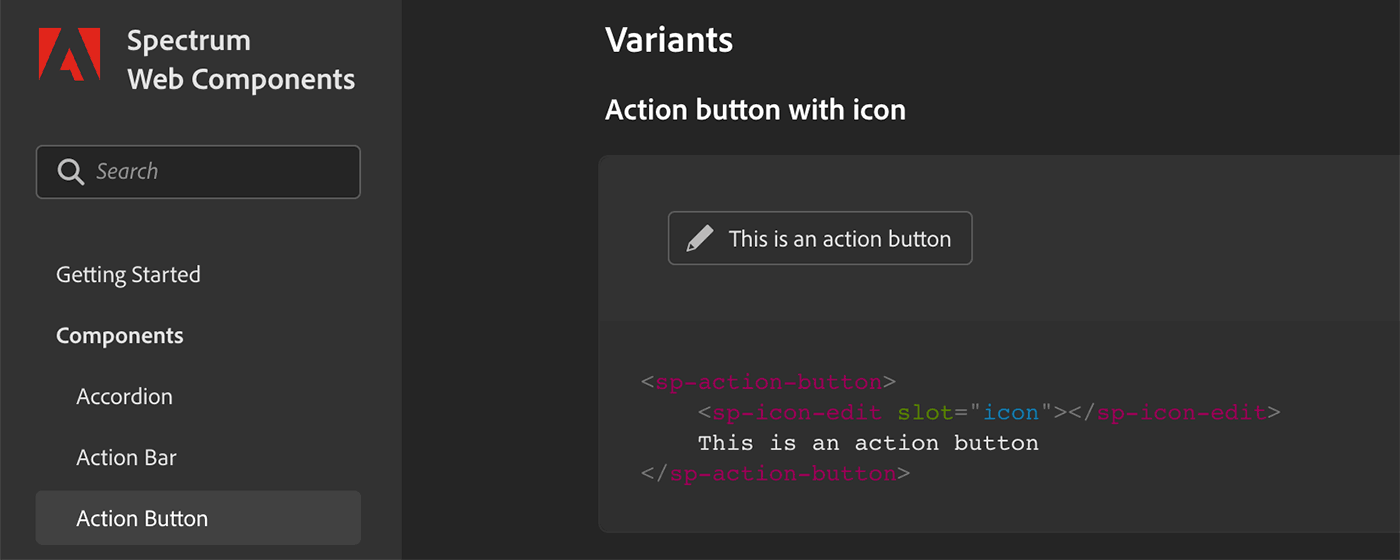 Spectrum
Web Components
Search
Getting Started
Components
Accordion
Action Bar
Action Button
Variants
Action button with icon
This is an action button
<sp-action-button>
    <sp-icon-edit slot="icon"></sp-icon-edit>
    This is an action button
</sp-action-button>